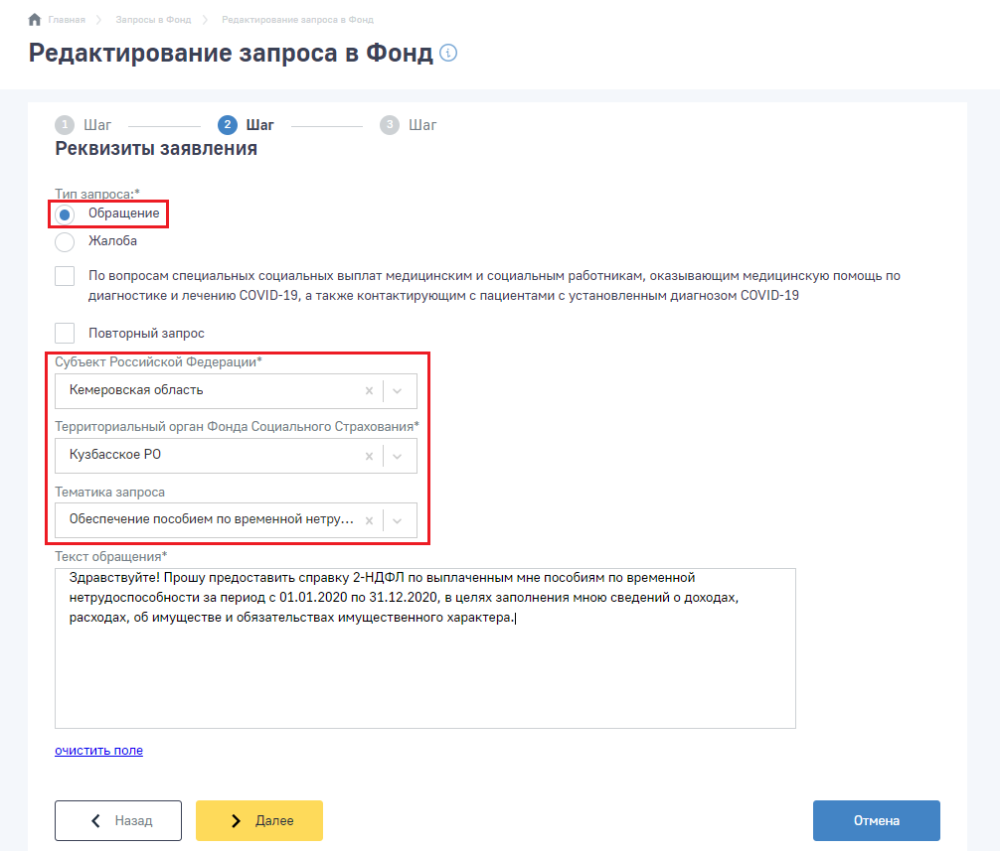 Главная Запросы в Фонд Редактирование запроса в Фонд
Редактирование запроса в Фонд i
1 Шаг 2 Шаг 3 Шаг
Реквизиты заявления
Тип запроса:*
Обращение
Жалоба
По вопросам специальных социальных выплат медицинским и социальным работникам, оказывающим медицинскую помощь по
диагностике и лечению COVID-19, а также контактирующим с пациентами с установленным диагнозом COVID-19
Повторный запрос
Субъект Российской Федерации*
Кемеровская область
Территориальный орган Фонда Социального Страхования*
Кузбасское РО
Тематика запроса
Обеспечение пособием по временной нетру...
Текст обращения*
Здравствуйте! Прошу предоставить справку 2-НДФЛ по выплаченным мне пособиям по временной
нетрудоспособности за период с 01.01.2020 по 31.12.2020, в целях заполнения мною сведений о доходах,
расходах, об имуществе и обязательствах имущественного характера.
очистить поле
Назад Далее Отмена